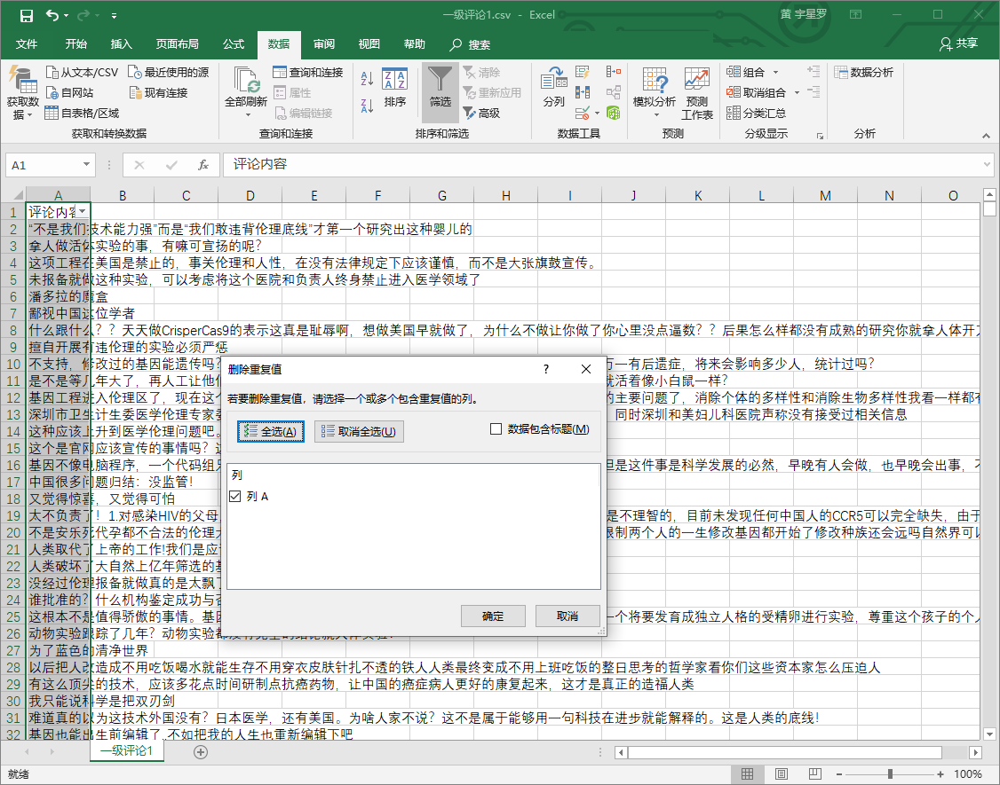 一级评论1.csv - Excel
黄 宇星罗
文件 开始 插入 页面布局 公式 数据 审阅 视图 帮助 搜索 共享
获取数据
从文本/CSV
自网站
自表格/区域
最近使用的源
现有连接
获取和转换数据
全部刷新
查询和连接
属性
编辑链接
查询和连接
排序
筛选
清除
重新应用
高级
排序和筛选
分列
数据工具
模拟分析
预测工作表
预测
组合
取消组合
分类汇总
分级显示
数据分析
分析
A1
评论内容
A B C D E F G H I J K L M N O
1 评论内容
2 “不是我们技术能力强”而是“我们敢违背伦理底线”才第一个研究出这种婴儿的
3 拿人做活体实验的事，有嘛可宣扬的呢？
4 这项工程在美国是禁止的，事关伦理和人性，在没有法律规定下应该谨慎，而不是大张旗鼓宣传。
5 未报备就做这种实验，可以考虑将这个医院和负责人终身禁止进入医学领域了
6 潘多拉的魔盒
7 鄙视中国这位学者
8 什么跟什么？？天天做CrisperCas9的表示这真是耻辱啊，想做美国早就做了，为什么不做让你做了你心里没点逼数？？后果怎么样都没有成熟的研究你就拿人体开刀
9 擅自开展有违伦理的实验必须严惩
10 不支持，修改过的基因能遗传吗？ 万一有后遗症，将来会影响多少人，统计过吗？
11 是不是等几年大了，再人工让他 就活着像小白鼠一样？
12 基因工程进入伦理区了，现在这个 的主要问题了，消除个体的多样性和消除生物多样性我看一样都有
13 深圳市卫生计生委医学伦理专家委 同时深圳和美妇儿科医院声称没有接受过相关信息
14 这种应该上升到医学伦理问题吧。
15 这个是官网应该宣传的事情吗？
16 基因不像电脑程序，一个代码组 但是这件事是科学发展的必然，早晚有人会做，也早晚会出事，
17 中国很多问题归结：没监管！
18 又觉得惊喜，又觉得可怕
19 太不负责了！1.对感染HIV的父母 是不理智的，目前未发现任何中国人的CCR5可以完全缺失，由于
20 不是安乐死代孕都不合法的伦理 限制两个人的一生修改基因都开始了修改种族还会远吗自然界可以
21 人类取代了上帝的工作!我们是应
22 人类破坏了大自然上亿年筛选的基
23 没经过伦理报备就做真的是太飘了
24 谁批准的？什么机构鉴定成功与否
25 这根本不是值得骄傲的事情。基因 一个将要发育成独立人格的受精卵进行实验，尊重这个孩子的个人
26 动物实验跟踪了几年？动物实验都没有完整的结论就人体实验？
27 为了蓝色的清净世界
28 以后把人改造成不用吃饭喝水就能生存不用穿衣皮肤针扎不透的铁人人类最终变成不用上班吃饭的整日思考的哲学家看你们这些资本家怎么压迫人
29 有这么顶尖的技术，应该多花点时间研制点抗癌药物，让中国的癌症病人更好的康复起来，这才是真正的造福人类
30 我只能说科学是把双刃剑
31 难道真的以为这技术外国没有？日本医学，还有美国。为啥人家不说？这不是属于能够用一句科技在进步就能解释的。这是人类的底线！
32 基因也能出生前编辑了,不如把我的人生也重新编辑下吧
删除重复值
?
若要删除重复值，请选择一个或多个包含重复值的列。
全选(A)
取消全选(U)
数据包含标题(M)
列
列 A
确定
取消
一级评论1
就绪
100%